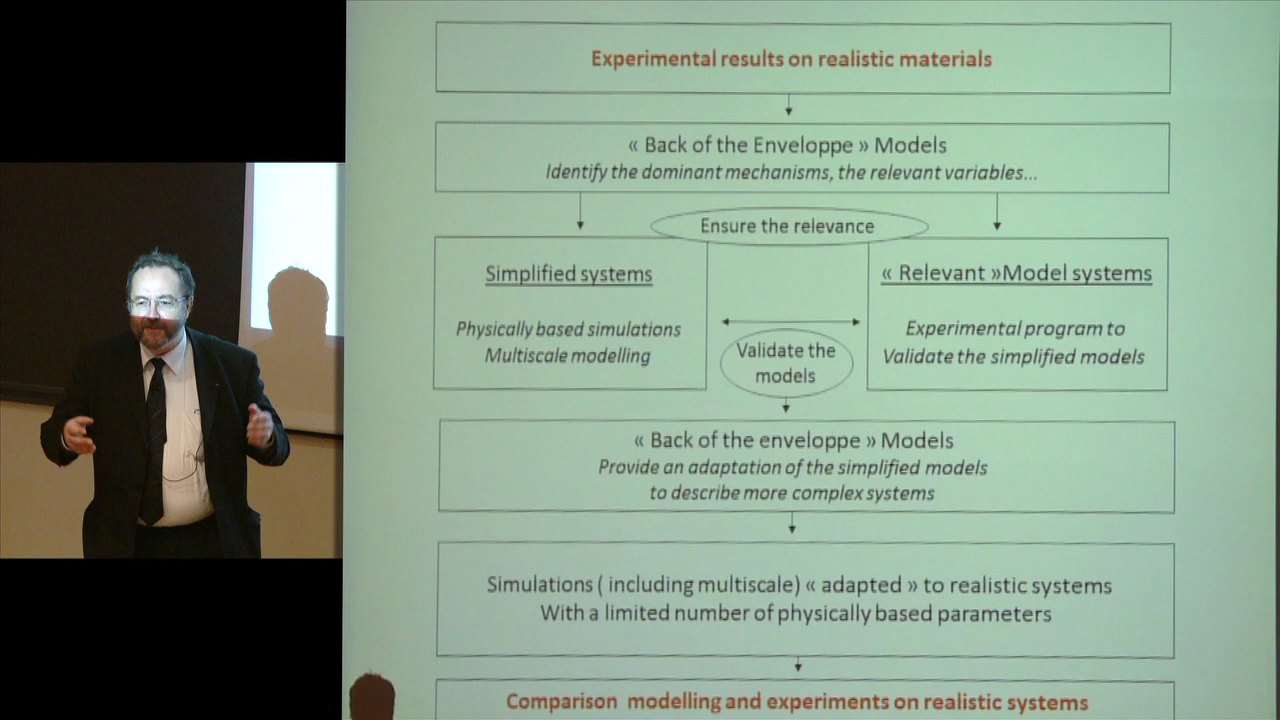 Experimental results on realistic materials
« Back of the Enveloppe » Models
Identify the dominant mechanisms, the relevant variables...
Ensure the relevance
Simplified systems
Physically based simulations
Multiscale modelling
« Relevant »Model systems
Experimental program to
Validate the simplified models
Validate the
models
« Back of the enveloppe » Models
Provide an adaptation of the simplified models
to describe more complex systems
Simulations ( including multiscale) « adapted » to realistic systems
With a limited number of physically based parameters
Comparison modelling and experiments on realistic systems